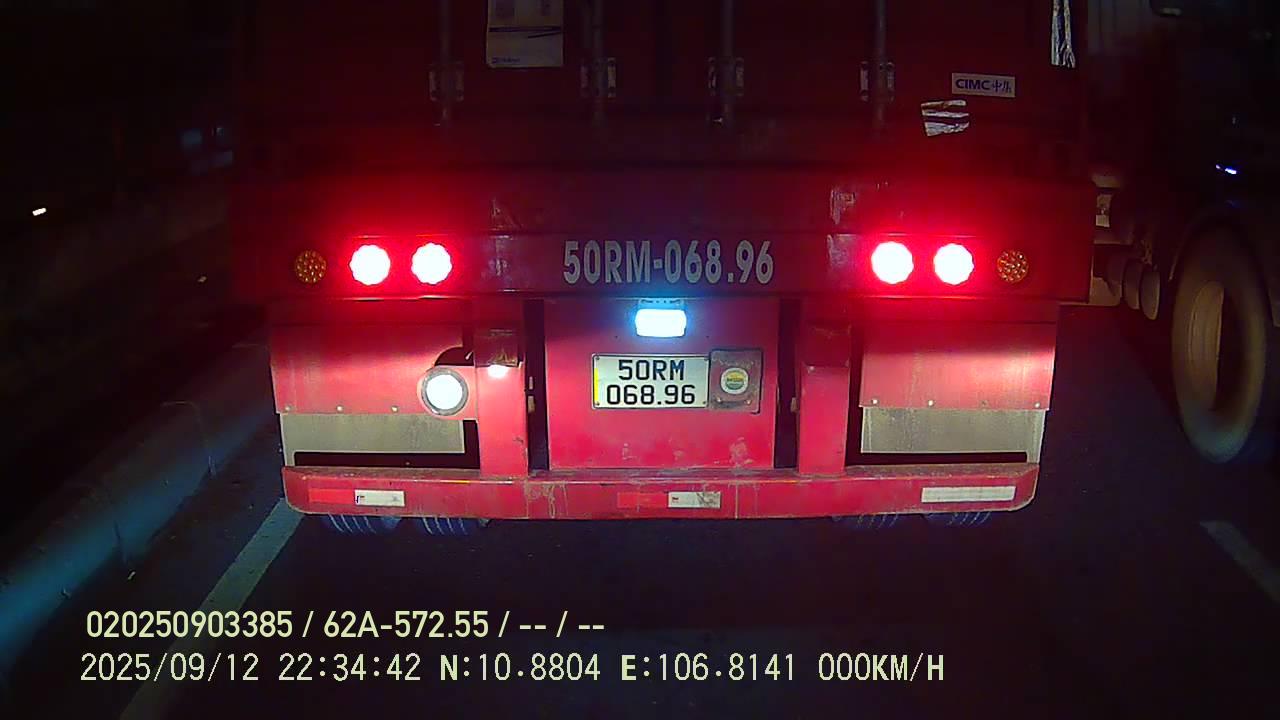 CIMC中集
50RM-068.96
50RM
068.96
020250903385 / 62A-572.55 / -- / --
2025/09/12 22:34:42 N:10.8804 E:106.8141 000KM/H